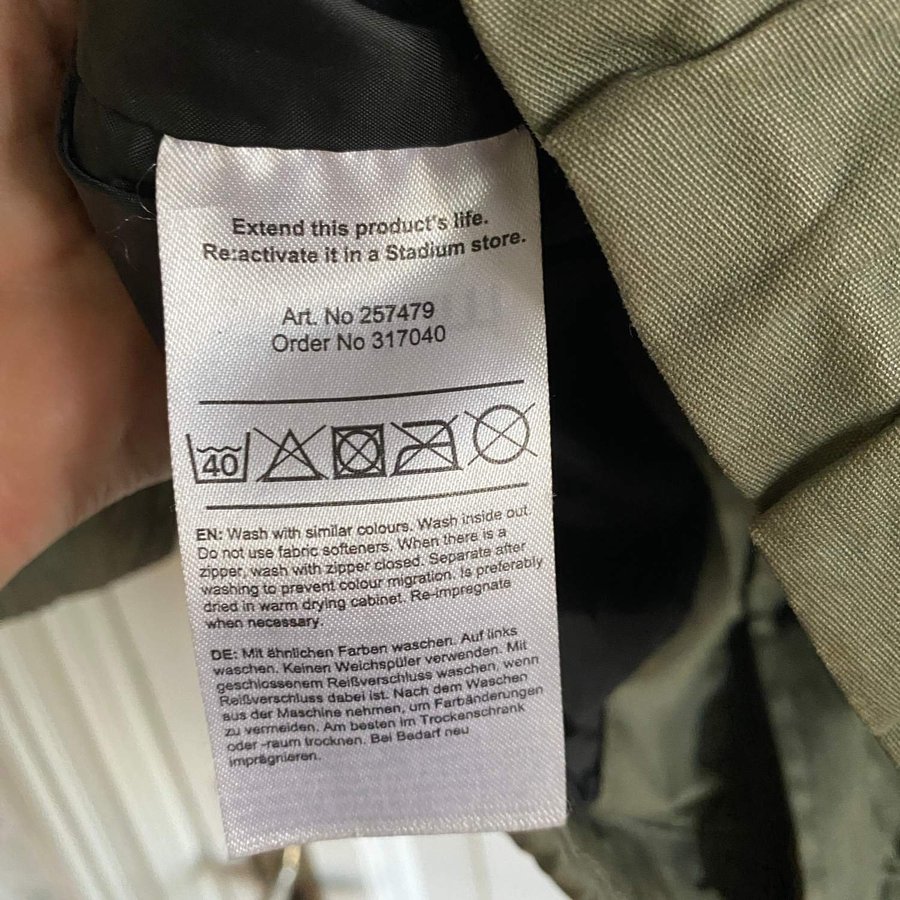 Extend this product's life.
Re:activate it in a Stadium store.
Art. No 257479
Order No 317040
40
EN: Wash with similar colours. Wash inside out.
Do not use fabric softeners. When there is a
zipper, wash with zipper closed. Separate after
washing to prevent colour migration. Is preferably
dried in warm drying cabinet. Re-impregnate
when necessary.
DE: Mit ähnlichen Farben waschen. Auf links
waschen. Keinen Weichspüler verwenden. Mit
geschlossenem Reißverschluss waschen, wenn
Reißverschluss dabei ist. Nach dem Waschen
aus der Maschine nehmen, um Farbänderungen
zu vermeiden. Am besten im Trockenschrank
oder -raum trocknen. Bei Bedarf neu
imprägnieren.